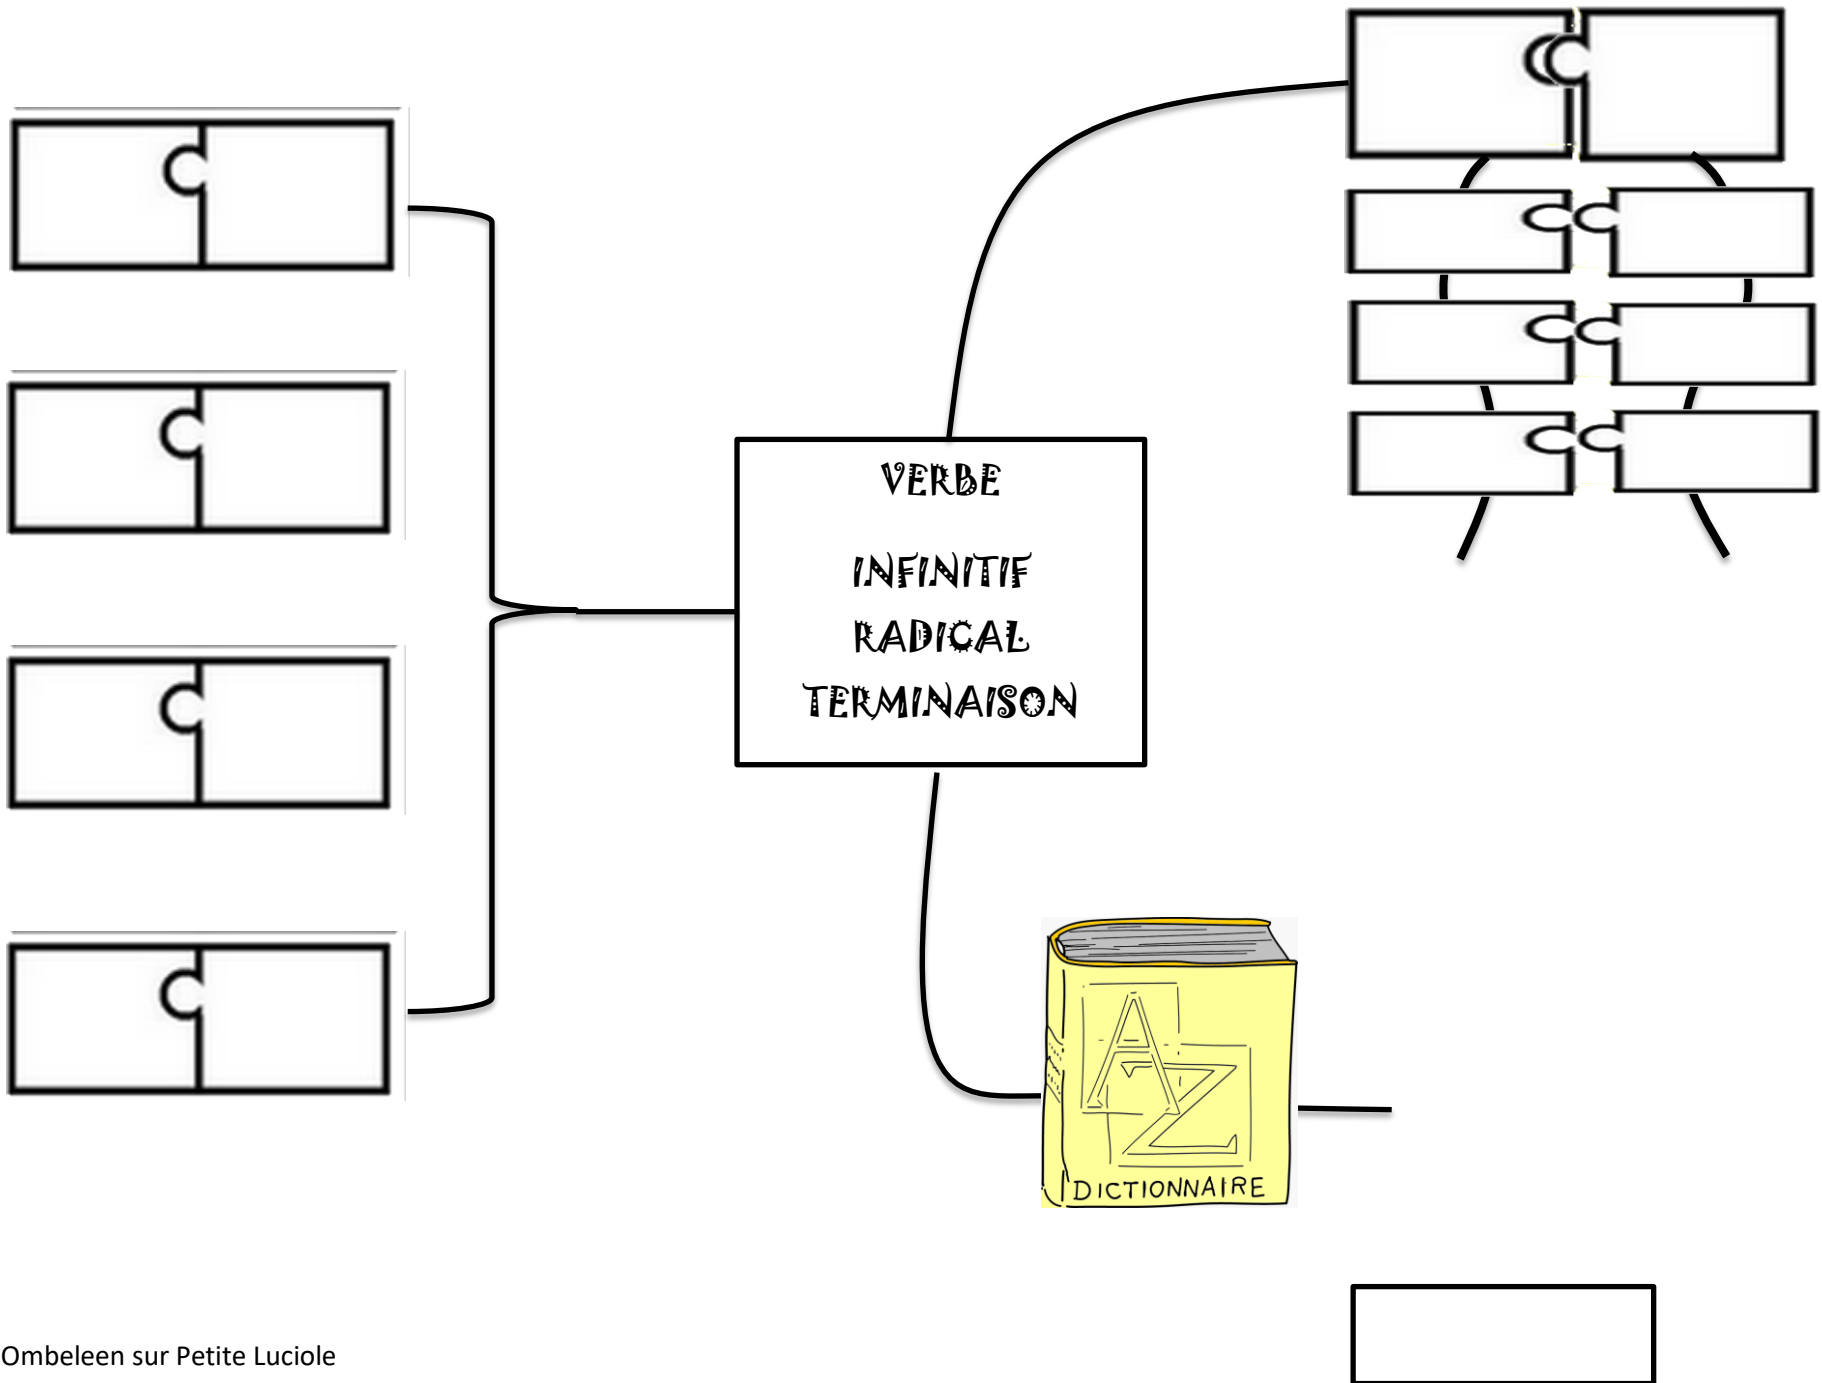 VERBE
INFINITIF
RADICAL
TERMINAISON
A
Z
DICTIONNAIRE
Ombeleen sur Petite Luciole